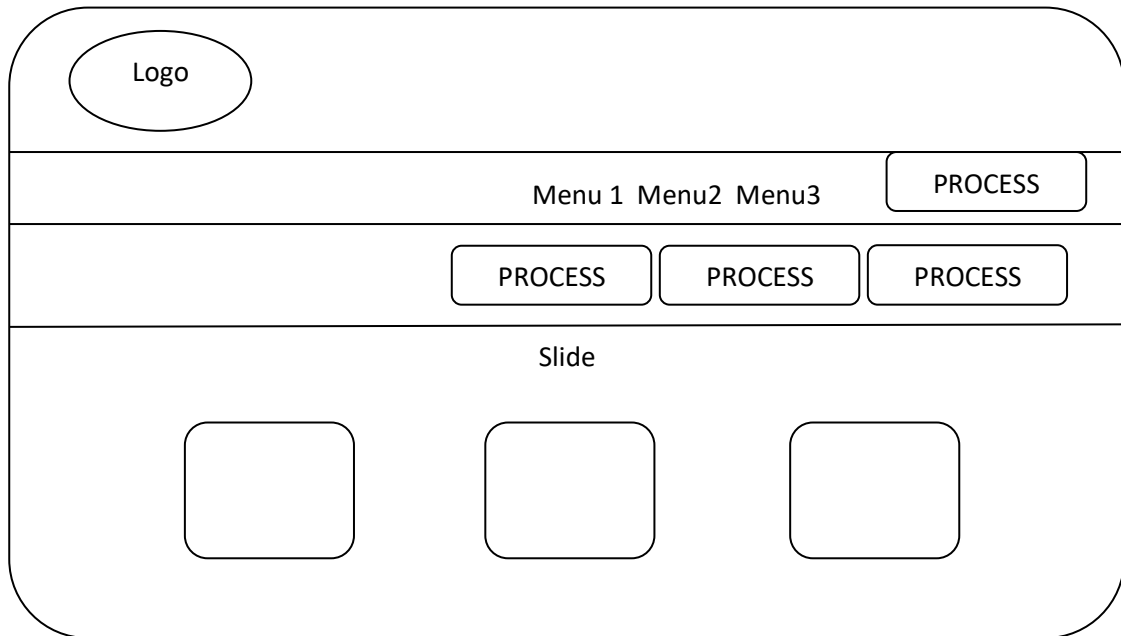 Logo
Menu 1  Menu2  Menu3
PROCESS
PROCESS
PROCESS
PROCESS
Slide